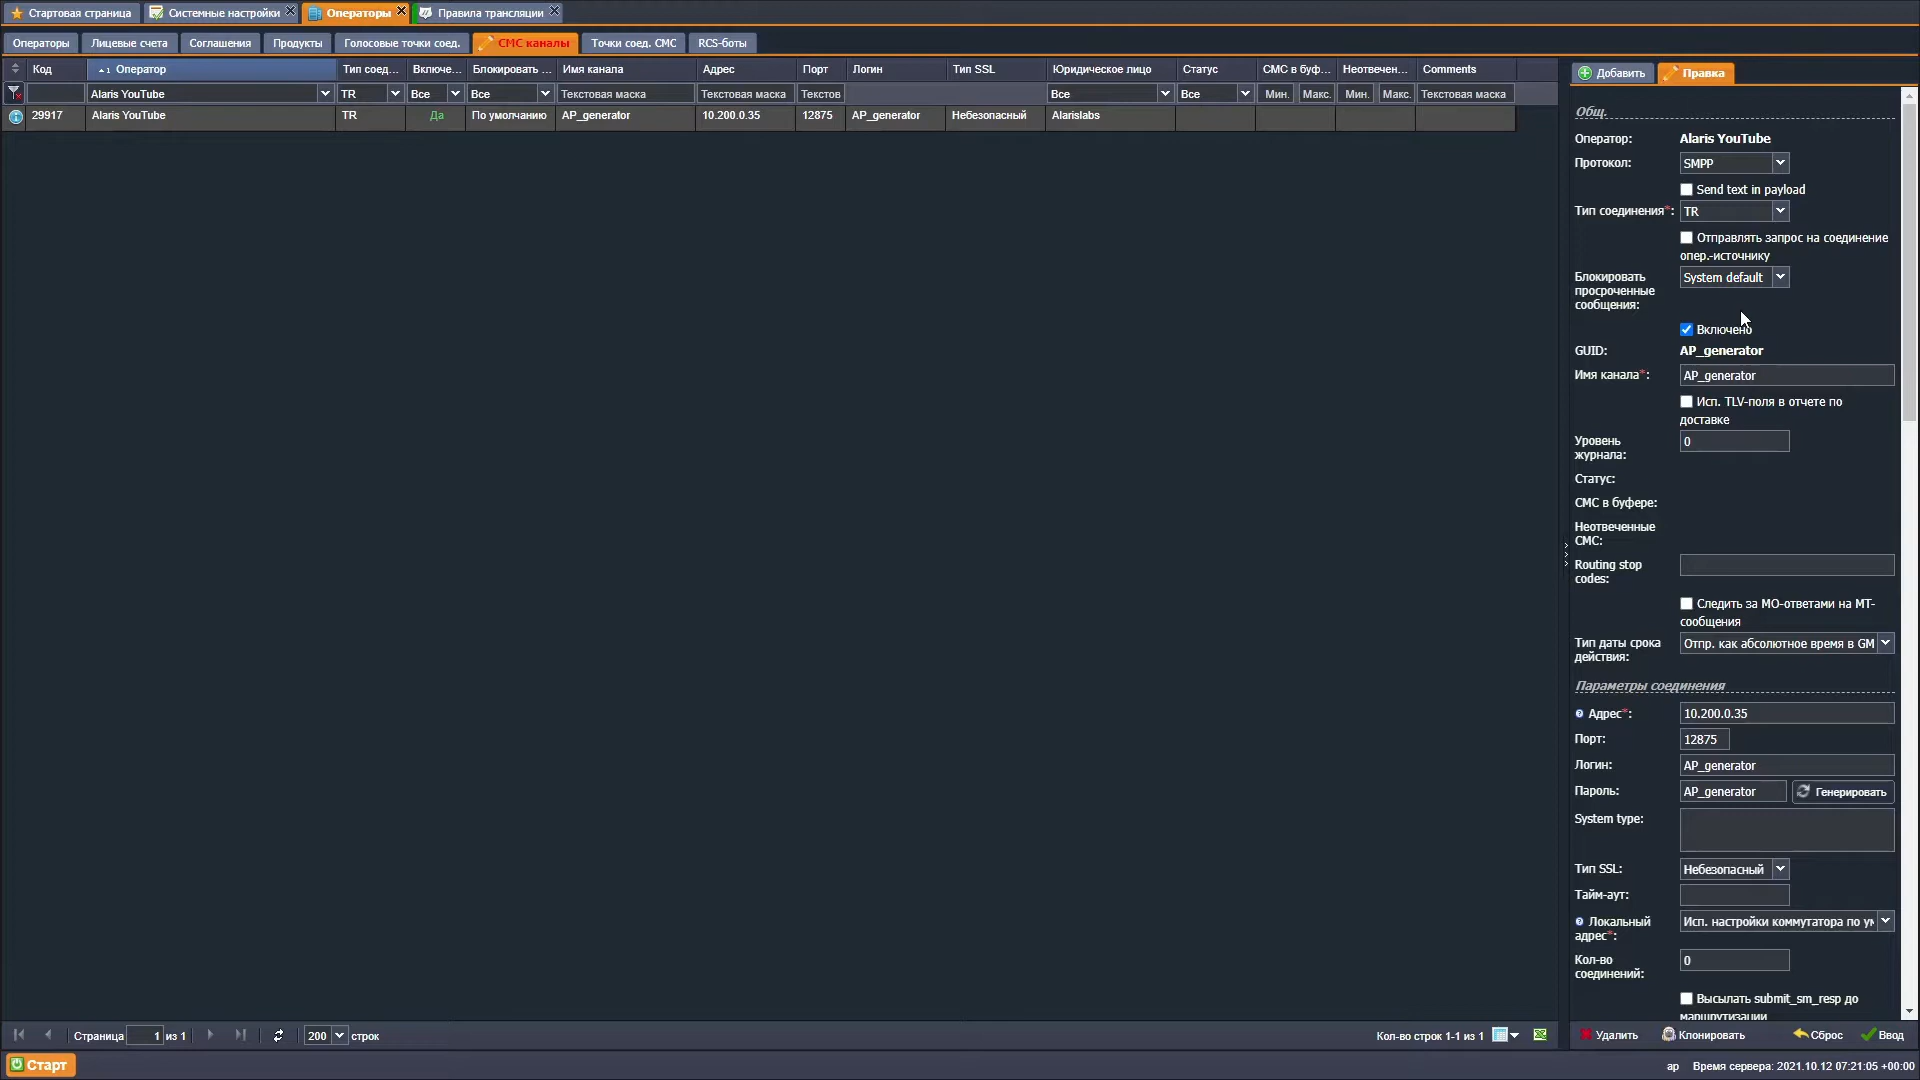 Стартовая страница Системные настройки Операторы Правила трансляции
Операторы Лицевые счета Соглашения Продукты Голосовые точки соед. СМС каналы Точки соед. СМС RCS-боты
Код 1 Оператор Тип соед... Включе... Блокировать ... Имя канала Адрес Порт Логин Тип SSL Юридическое лицо Статус СМС в буф... Неотвечен... Comments
Alaris YouTube TR Все Все Текстовая маска Текстовая маска Текстов Все Все Мин. Макс. Мин. Макс. Текстовая маска
29917 Alaris YouTube TR Да По умолчанию AP_generator 10.200.0.35 12875 AP_generator Небезопасный Alarislabs
Добавить Правка
Общ.
Оператор: Alaris YouTube
Протокол: SMPP
Send text in payload
Тип соединения*: TR
Отправлять запрос на соединение
опер.-источнику
Блокировать
просроченные
сообщения: System default
Включено
GUID: AP_generator
Имя канала*: AP_generator
Исп. TLV-поля в отчете по
доставке
Уровень
журнала: 0
Статус:
СМС в буфере:
Неотвеченные
СМС:
Routing stop
codes:
Следить за МО-ответами на МТ-
сообщения
Тип даты срока
действия: Отпр. как абсолютное время в GM
Параметры соединения
Адрес*: 10.200.0.35
Порт: 12875
Логин: AP_generator
Пароль: AP_generator Генерировать
System type:
Тип SSL: Небезопасный
Тайм-аут:
Локальный
адрес*: Исп. настройки коммутатора по ум
Кол-во
соединений: 0
Высылать submit_sm_resp до
маршрутизации
Страница 1 из 1 200 строк Кол-во строк 1-1 из 1 Удалить Клонировать Сброс Ввод
Старт ap Время сервера: 2021.10.12 07:21:05 +00:00